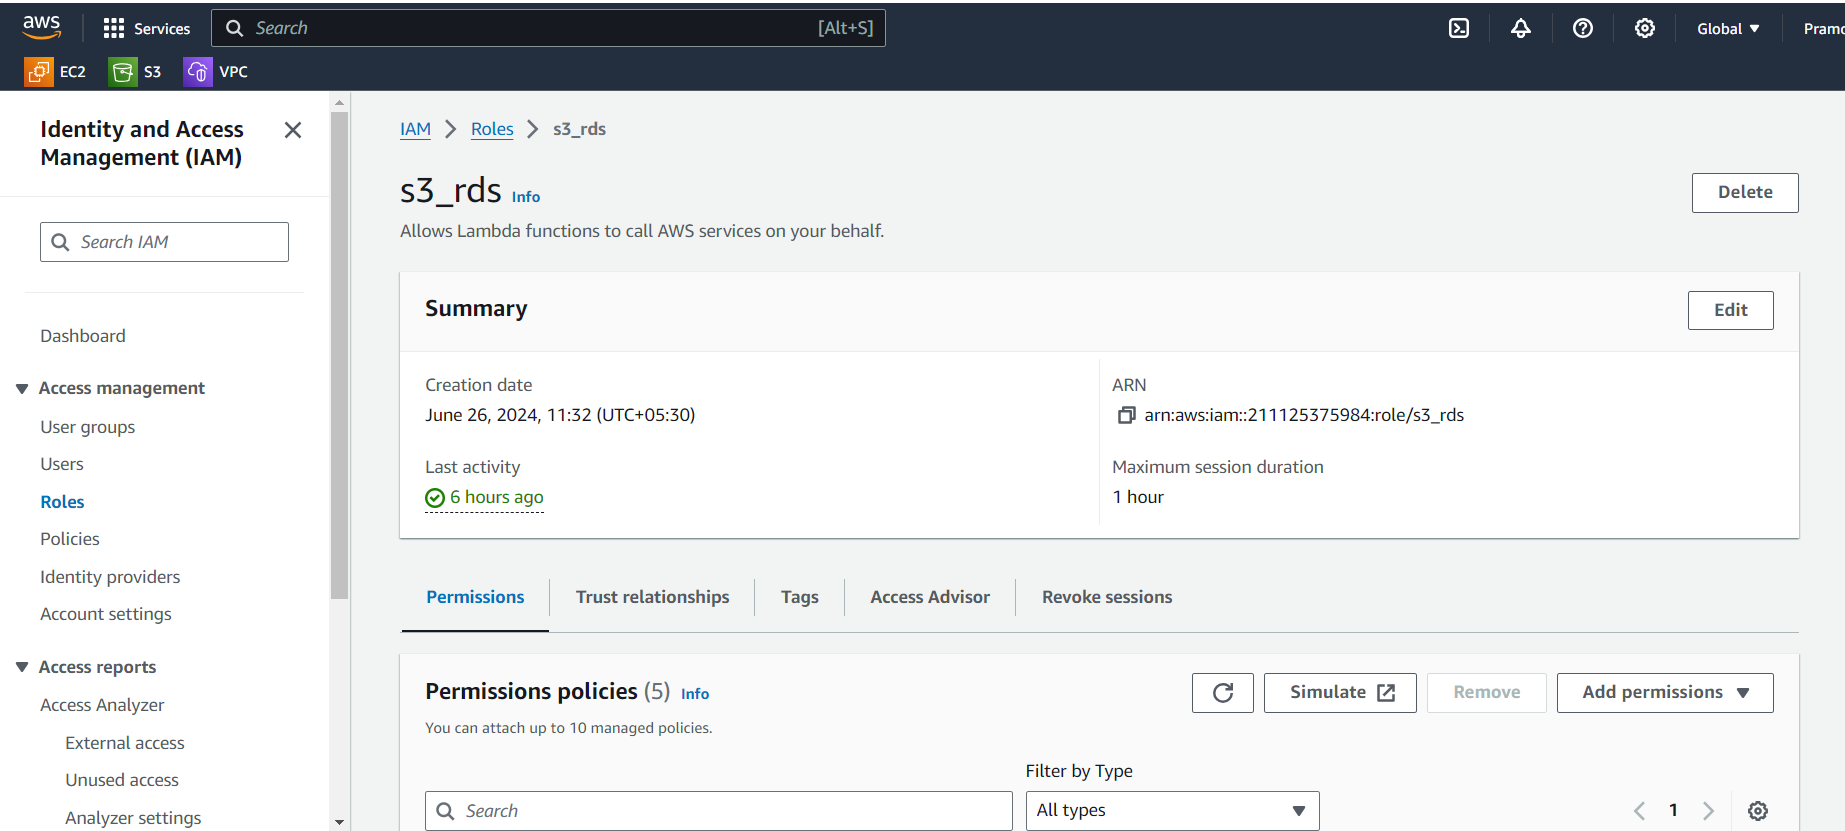 aws
Services
Search
[Alt+S]
Global
Pramo
EC2
S3
VPC
Identity and Access
Management (IAM)
Search IAM
Dashboard
Access management
User groups
Users
Roles
Policies
Identity providers
Account settings
Access reports
Access Analyzer
External access
Unused access
Analyzer settings
IAM > Roles > s3_rds
s3_rds Info
Delete
Allows Lambda functions to call AWS services on your behalf.
Summary
Edit
Creation date
June 26, 2024, 11:32 (UTC+05:30)
ARN
arn:aws:iam::211125375984:role/s3_rds
Last activity
6 hours ago
Maximum session duration
1 hour
Permissions
Trust relationships
Tags
Access Advisor
Revoke sessions
Permissions policies (5) Info
Simulate
Remove
Add permissions
You can attach up to 10 managed policies.
Filter by Type
Search
All types
1